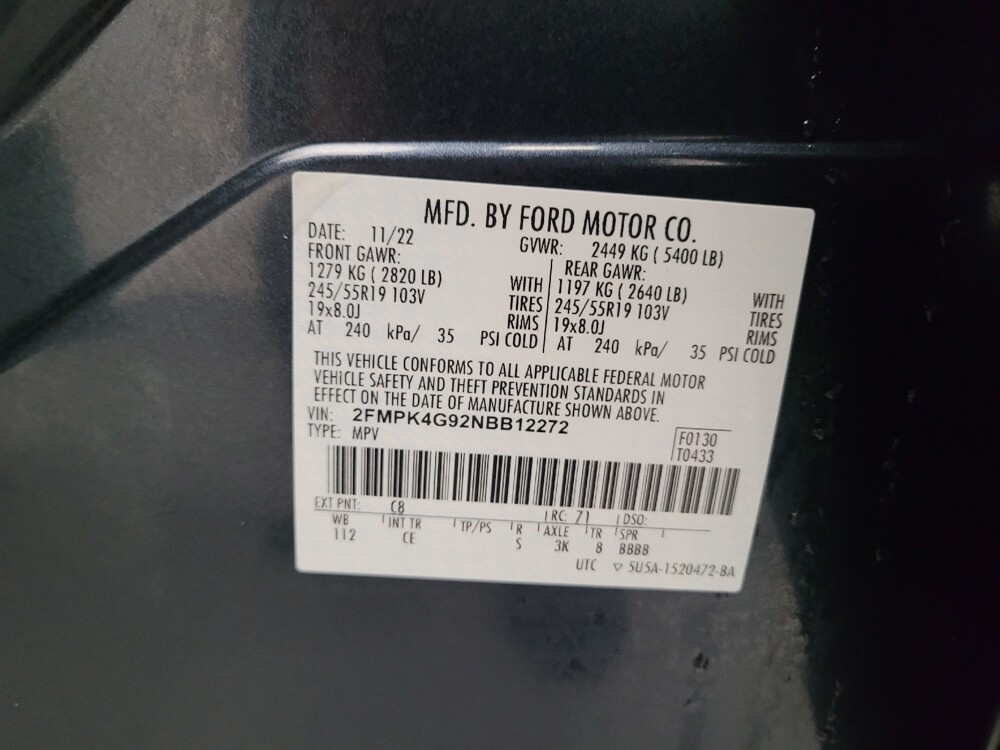 MFD. BY FORD MOTOR CO.
DATE: 11/22 GVWR: 2449 KG ( 5400 LB)
FRONT GAWR: REAR GAWR:
1279 KG ( 2820 LB) WITH 1197 KG ( 2640 LB) WITH
245/55R19 103V TIRES 245/55R19 103V TIRES
19x8.0J RIMS 19x8.0J RIMS
AT 240 kPa/ 35 PSI COLD AT 240 kPa/ 35 PSI COLD
THIS VEHICLE CONFORMS TO ALL APPLICABLE FEDERAL MOTOR
VEHICLE SAFETY AND THEFT PREVENTION STANDARDS IN
EFFECT ON THE DATE OF MANUFACTURE SHOWN ABOVE.
VIN: 2FMPK4G92NBB12272
TYPE: MPV
F0130
T0433
EXT PNT: C8 RC: 71 DSO:
WB INT TR TP/PS R AXLE TR SPR
112 CE S 3K 8 BBBB
UTC ▽ 5U5A-1520472-BA